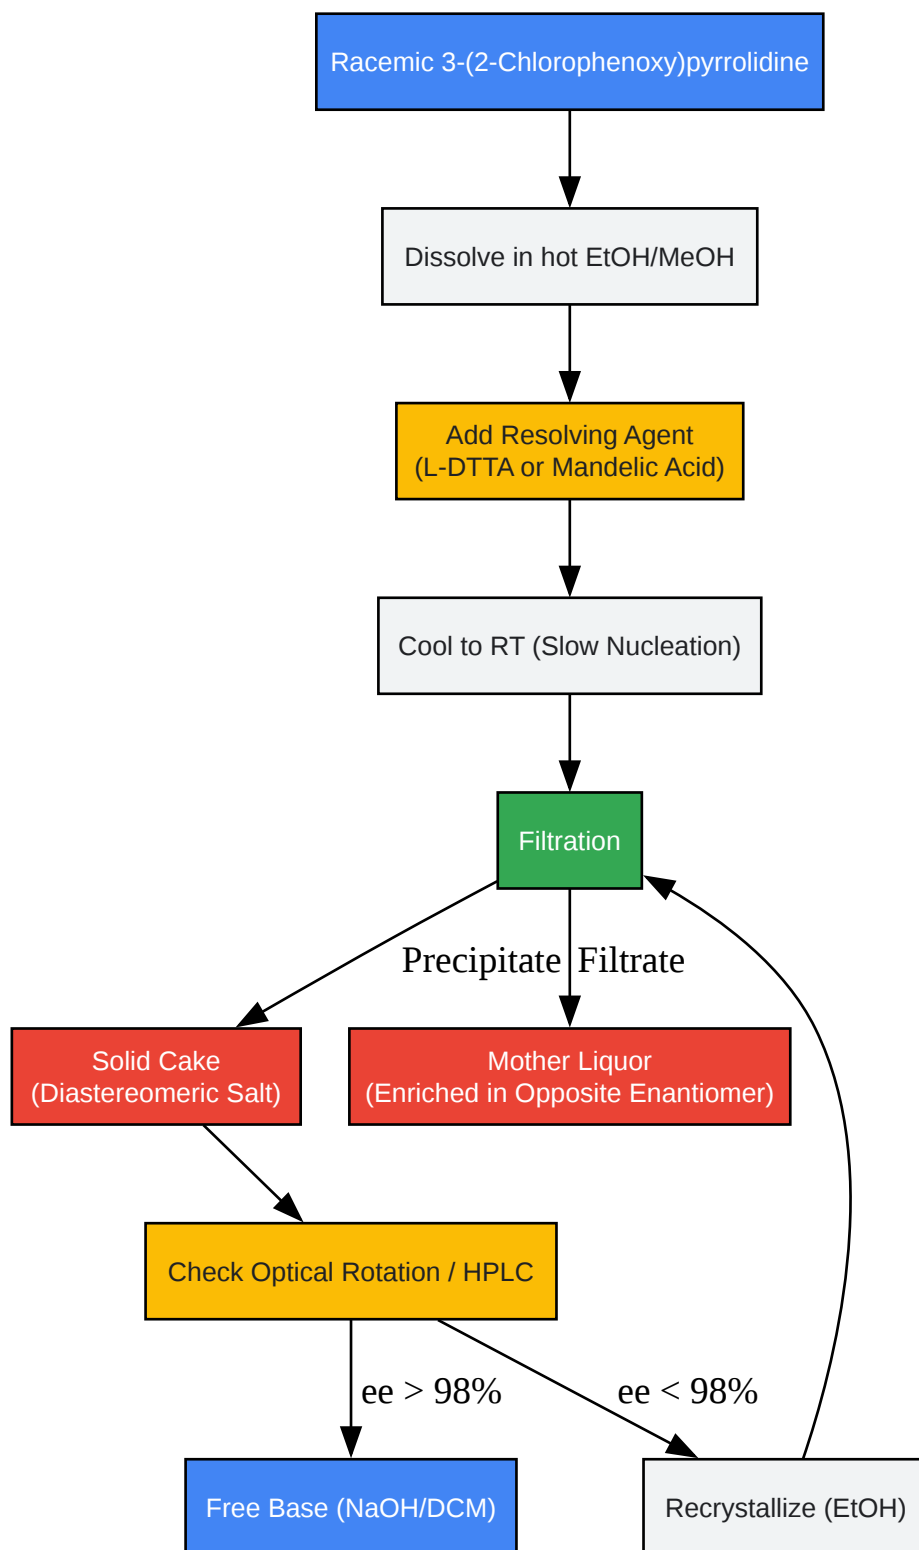 Racemic 3-(2-Chlorophenoxy)pyrrolidine
Dissolve in hot EtOH/MeOH
Add Resolving Agent
(L-DTTA or Mandelic Acid)
Cool to RT (Slow Nucleation)
Filtration
Precipitate
Filtrate
Solid Cake
(Diastereomeric Salt)
Mother Liquor
(Enriched in Opposite Enantiomer)
Check Optical Rotation / HPLC
ee > 98%
ee < 98%
Free Base (NaOH/DCM)
Recrystallize (EtOH)